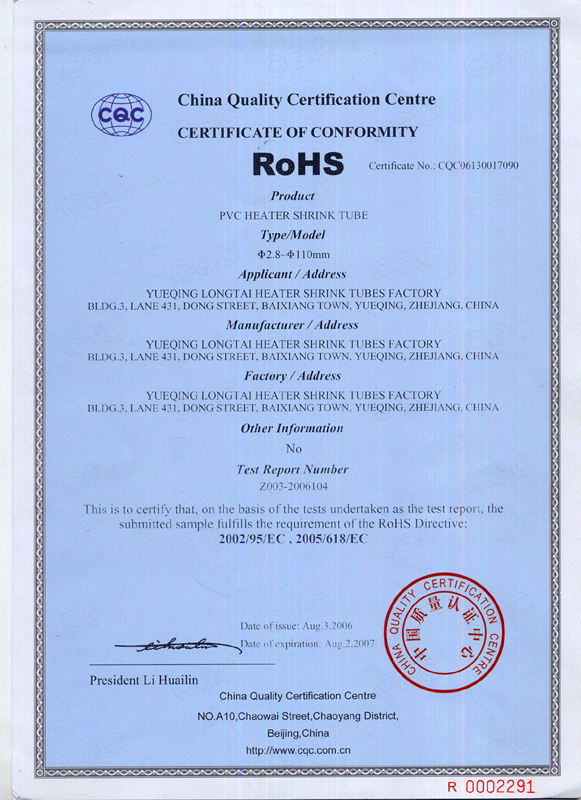 CQC
China Quality Certification Centre
CERTIFICATE OF CONFORMITY
RoHS
Certificate No.: CQC06130017090
Product
PVC HEATER SHRINK TUBE
Type/Model
Φ2.8~Φ110mm
Applicant / Address
YUEQING LONGTAI HEATER SHRINK TUBES FACTORY
BLDG.3, LANE 431, DONG STREET, BAIXIANG TOWN, YUEQING, ZHEJIANG, CHINA
Manufacturer / Address
YUEQING LONGTAI HEATER SHRINK TUBES FACTORY
BLDG.3, LANE 431, DONG STREET, BAIXIANG TOWN, YUEQING, ZHEJIANG, CHINA
Factory / Address
YUEQING LONGTAI HEATER SHRINK TUBES FACTORY
BLDG.3, LANE 431, DONG STREET, BAIXIANG TOWN, YUEQING, ZHEJIANG, CHINA
Other Information
No
Test Report Number
Z003-2006104
This is to certify that, on the basis of the tests undertaken as the test report, the
submitted sample fulfills the requirement of the RoHS Directive:
2002/95/EC , 2005/618/EC
Date of issue: Aug.3,2006
Date of expiration: Aug.2,2007
CHINA QUALITY CERTIFICATION CENTRE
中国质量认证中心
President Li Huailin
China Quality Certification Centre
NO.A10,Chaowai Street,Chaoyang District,
Beijing,China
http://www.cqc.com.cn
R 0002291